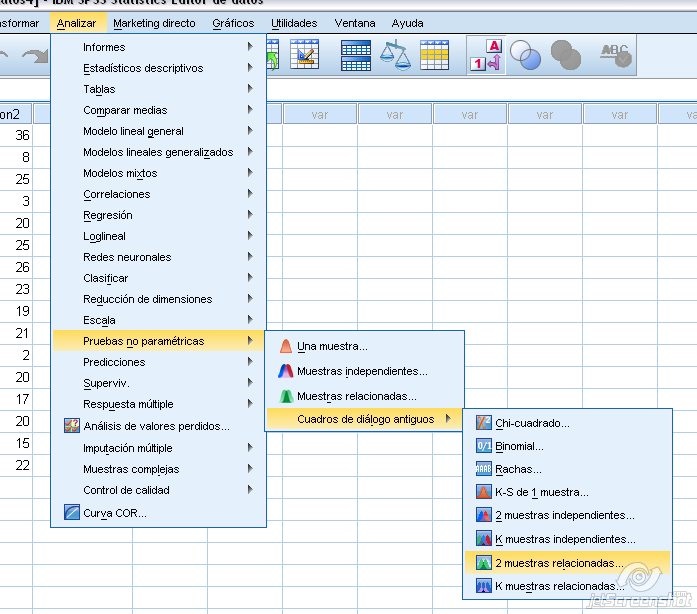 atos4] - IBM SPSS Statistics Editor de datos
nsformar Analizar Marketing directo Gráficos Utilidades Ventana Ayuda
Informes
Estadísticos descriptivos
Tablas
Comparar medias
Modelo lineal general
Modelos lineales generalizados
Modelos mixtos
Correlaciones
Regresión
Loglineal
Redes neuronales
Clasificar
Reducción de dimensiones
Escala
Pruebas no paramétricas
Predicciones
Superviv.
Respuesta múltiple
Análisis de valores perdidos...
Imputación múltiple
Muestras complejas
Control de calidad
Curva COR...
Una muestra...
Muestras independientes...
Muestras relacionadas...
Cuadros de diálogo antiguos
Chi-cuadrado...
Binomial...
Rachas...
K-S de 1 muestra...
2 muestras independientes...
K muestras independientes...
2 muestras relacionadas...
K muestras relacionadas...
A
1
ABC
on2 var var var var var va
36
8
25
3
20
25
26
23
19
21
2
20
17
20
15
22
jetScreenshot